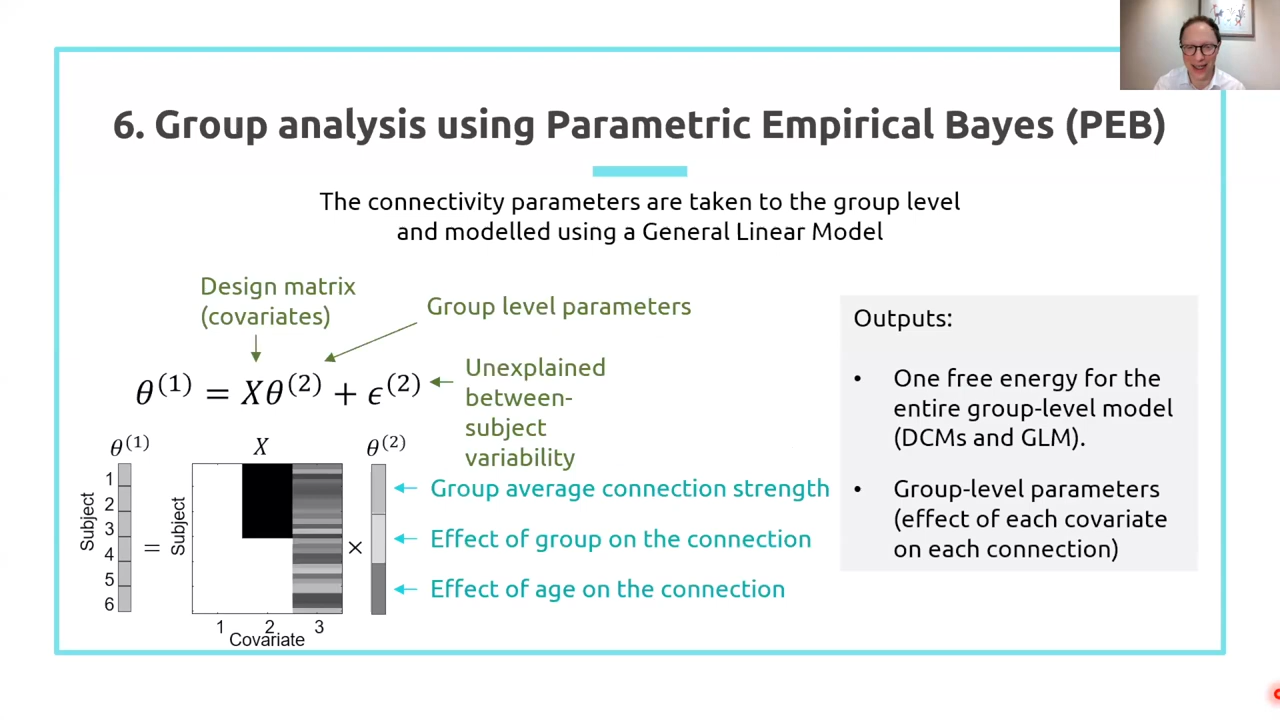 6. Group analysis using Parametric Empirical Bayes (PEB)
The connectivity parameters are taken to the group level
and modelled using a General Linear Model
Design matrix
(covariates)
Group level parameters
θ^(1) = Xθ^(2) + ϵ^(2)
Unexplained
between-
subject
variability
θ^(1)
X
θ^(2)
Subject
1
2
3
4
5
6
=
Subject
×
1 2 3
Covariate
Group average connection strength
Effect of group on the connection
Effect of age on the connection
Outputs:
• One free energy for the
entire group-level model
(DCMs and GLM).
• Group-level parameters
(effect of each covariate
on each connection)